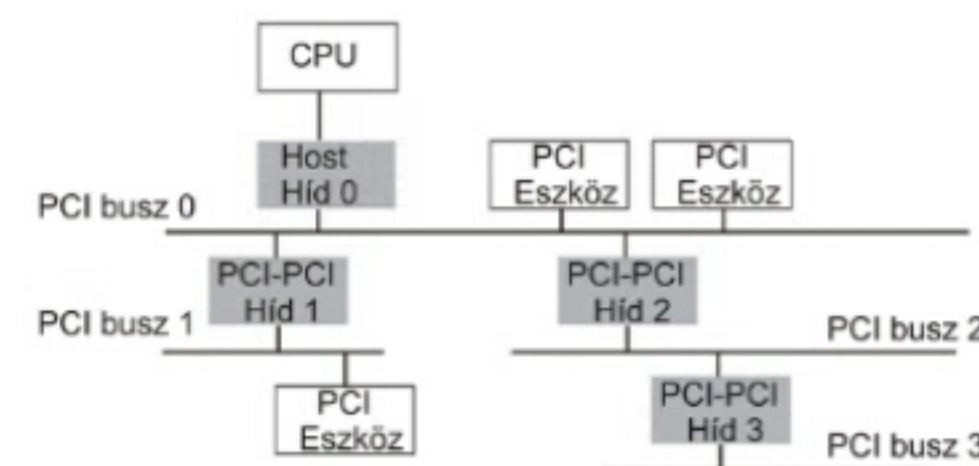 CPU
Host
Híd 0
PCI
Eszköz
PCI
Eszköz
PCI busz 0
PCI-PCI
Híd 1
PCI-PCI
Híd 2
PCI busz 1
PCI busz 2
PCI
Eszköz
PCI-PCI
Híd 3
PCI busz 3